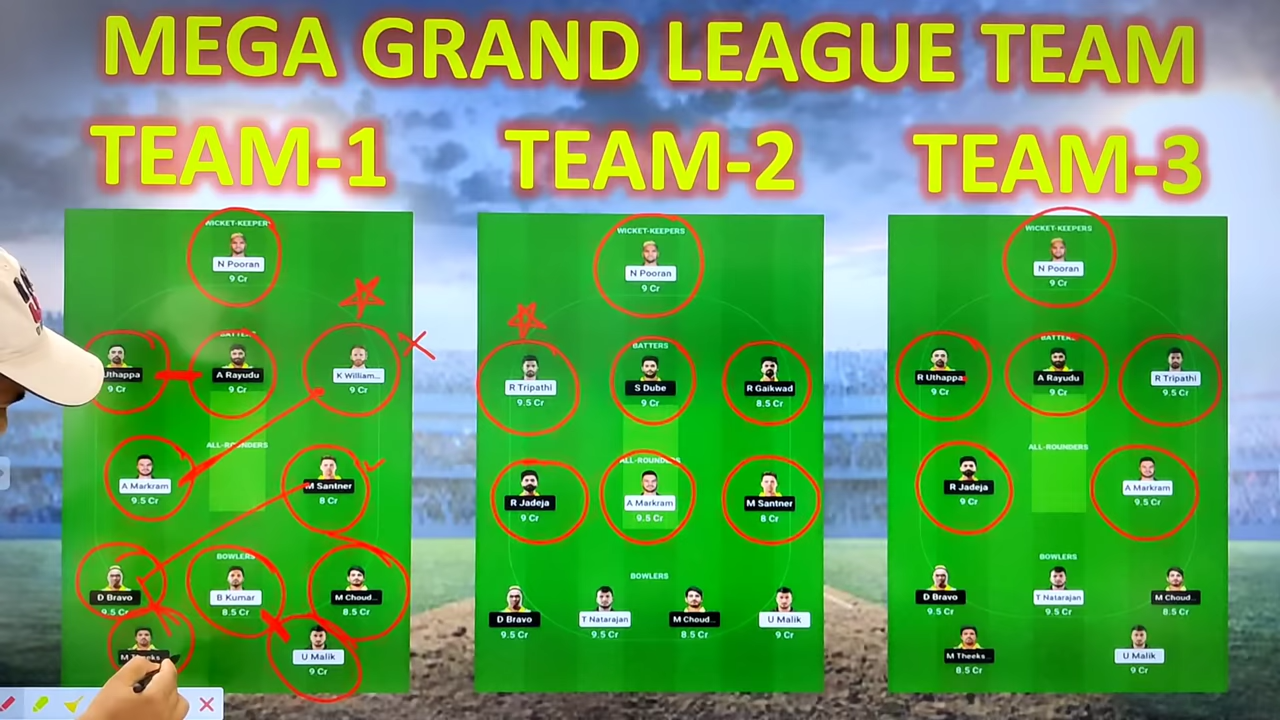 MEGA GRAND LEAGUE TEAM
TEAM-1
WICKET-KEEPERS
N Pooran
9 Cr
BATTERS
Uthappa
9 Cr
A Rayudu
9 Cr
K William...
9 Cr
ALL-ROUNDERS
A Markram
9.5 Cr
M Santner
8 Cr
BOWLERS
D Bravo
9.5 Cr
B Kumar
8.5 Cr
M Choud...
8.5 Cr
M Theeks...
U Malik
9 Cr
TEAM-2
WICKET-KEEPERS
N Pooran
9 Cr
BATTERS
R Tripathi
9.5 Cr
S Dube
9 Cr
R Gaikwad
8.5 Cr
ALL-ROUNDERS
R Jadeja
9 Cr
A Markram
9.5 Cr
M Santner
8 Cr
BOWLERS
D Bravo
9.5 Cr
T Natarajan
9.5 Cr
M Choud...
8.5 Cr
U Malik
9 Cr
TEAM-3
WICKET-KEEPERS
N Pooran
9 Cr
BATTERS
R Uthappa
9 Cr
A Rayudu
9 Cr
R Tripathi
9.5 Cr
ALL-ROUNDERS
R Jadeja
9 Cr
A Markram
9.5 Cr
BOWLERS
D Bravo
9.5 Cr
T Natarajan
9.5 Cr
M Choud...
8.5 Cr
M Theeks...
8.5 Cr
U Malik
9 Cr